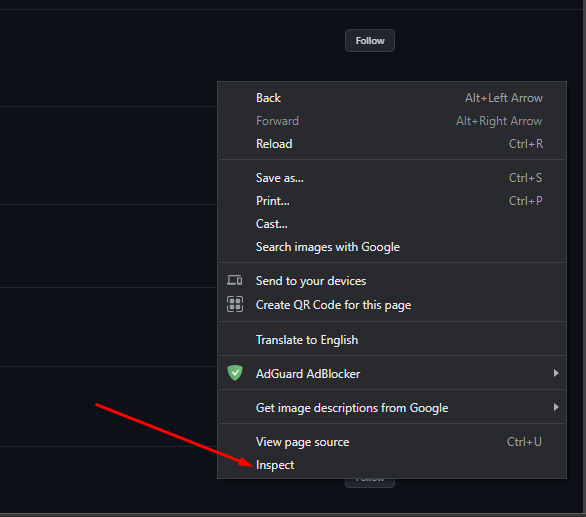 Follow
Back Alt+Left Arrow
Forward Alt+Right Arrow
Reload Ctrl+R
Save as... Ctrl+S
Print... Ctrl+P
Cast...
Search images with Google
Send to your devices
Create QR Code for this page
Translate to English
AdGuard AdBlocker
Get image descriptions from Google
View page source Ctrl+U
Inspect
Follow